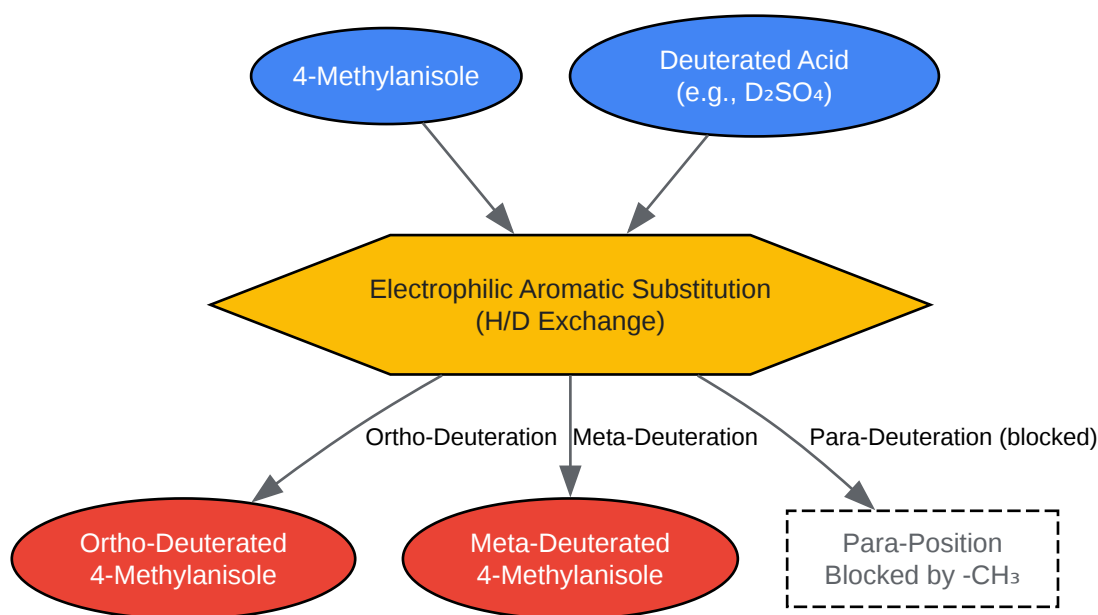 4-Methylanisole
Deuterated Acid
(e.g., D₂SO₄)
Electrophilic Aromatic Substitution
(H/D Exchange)
Ortho-Deuteration
Meta-Deuteration
Para-Deuteration (blocked)
Ortho-Deuterated
4-Methylanisole
Meta-Deuterated
4-Methylanisole
Para-Position
Blocked by -CH₃